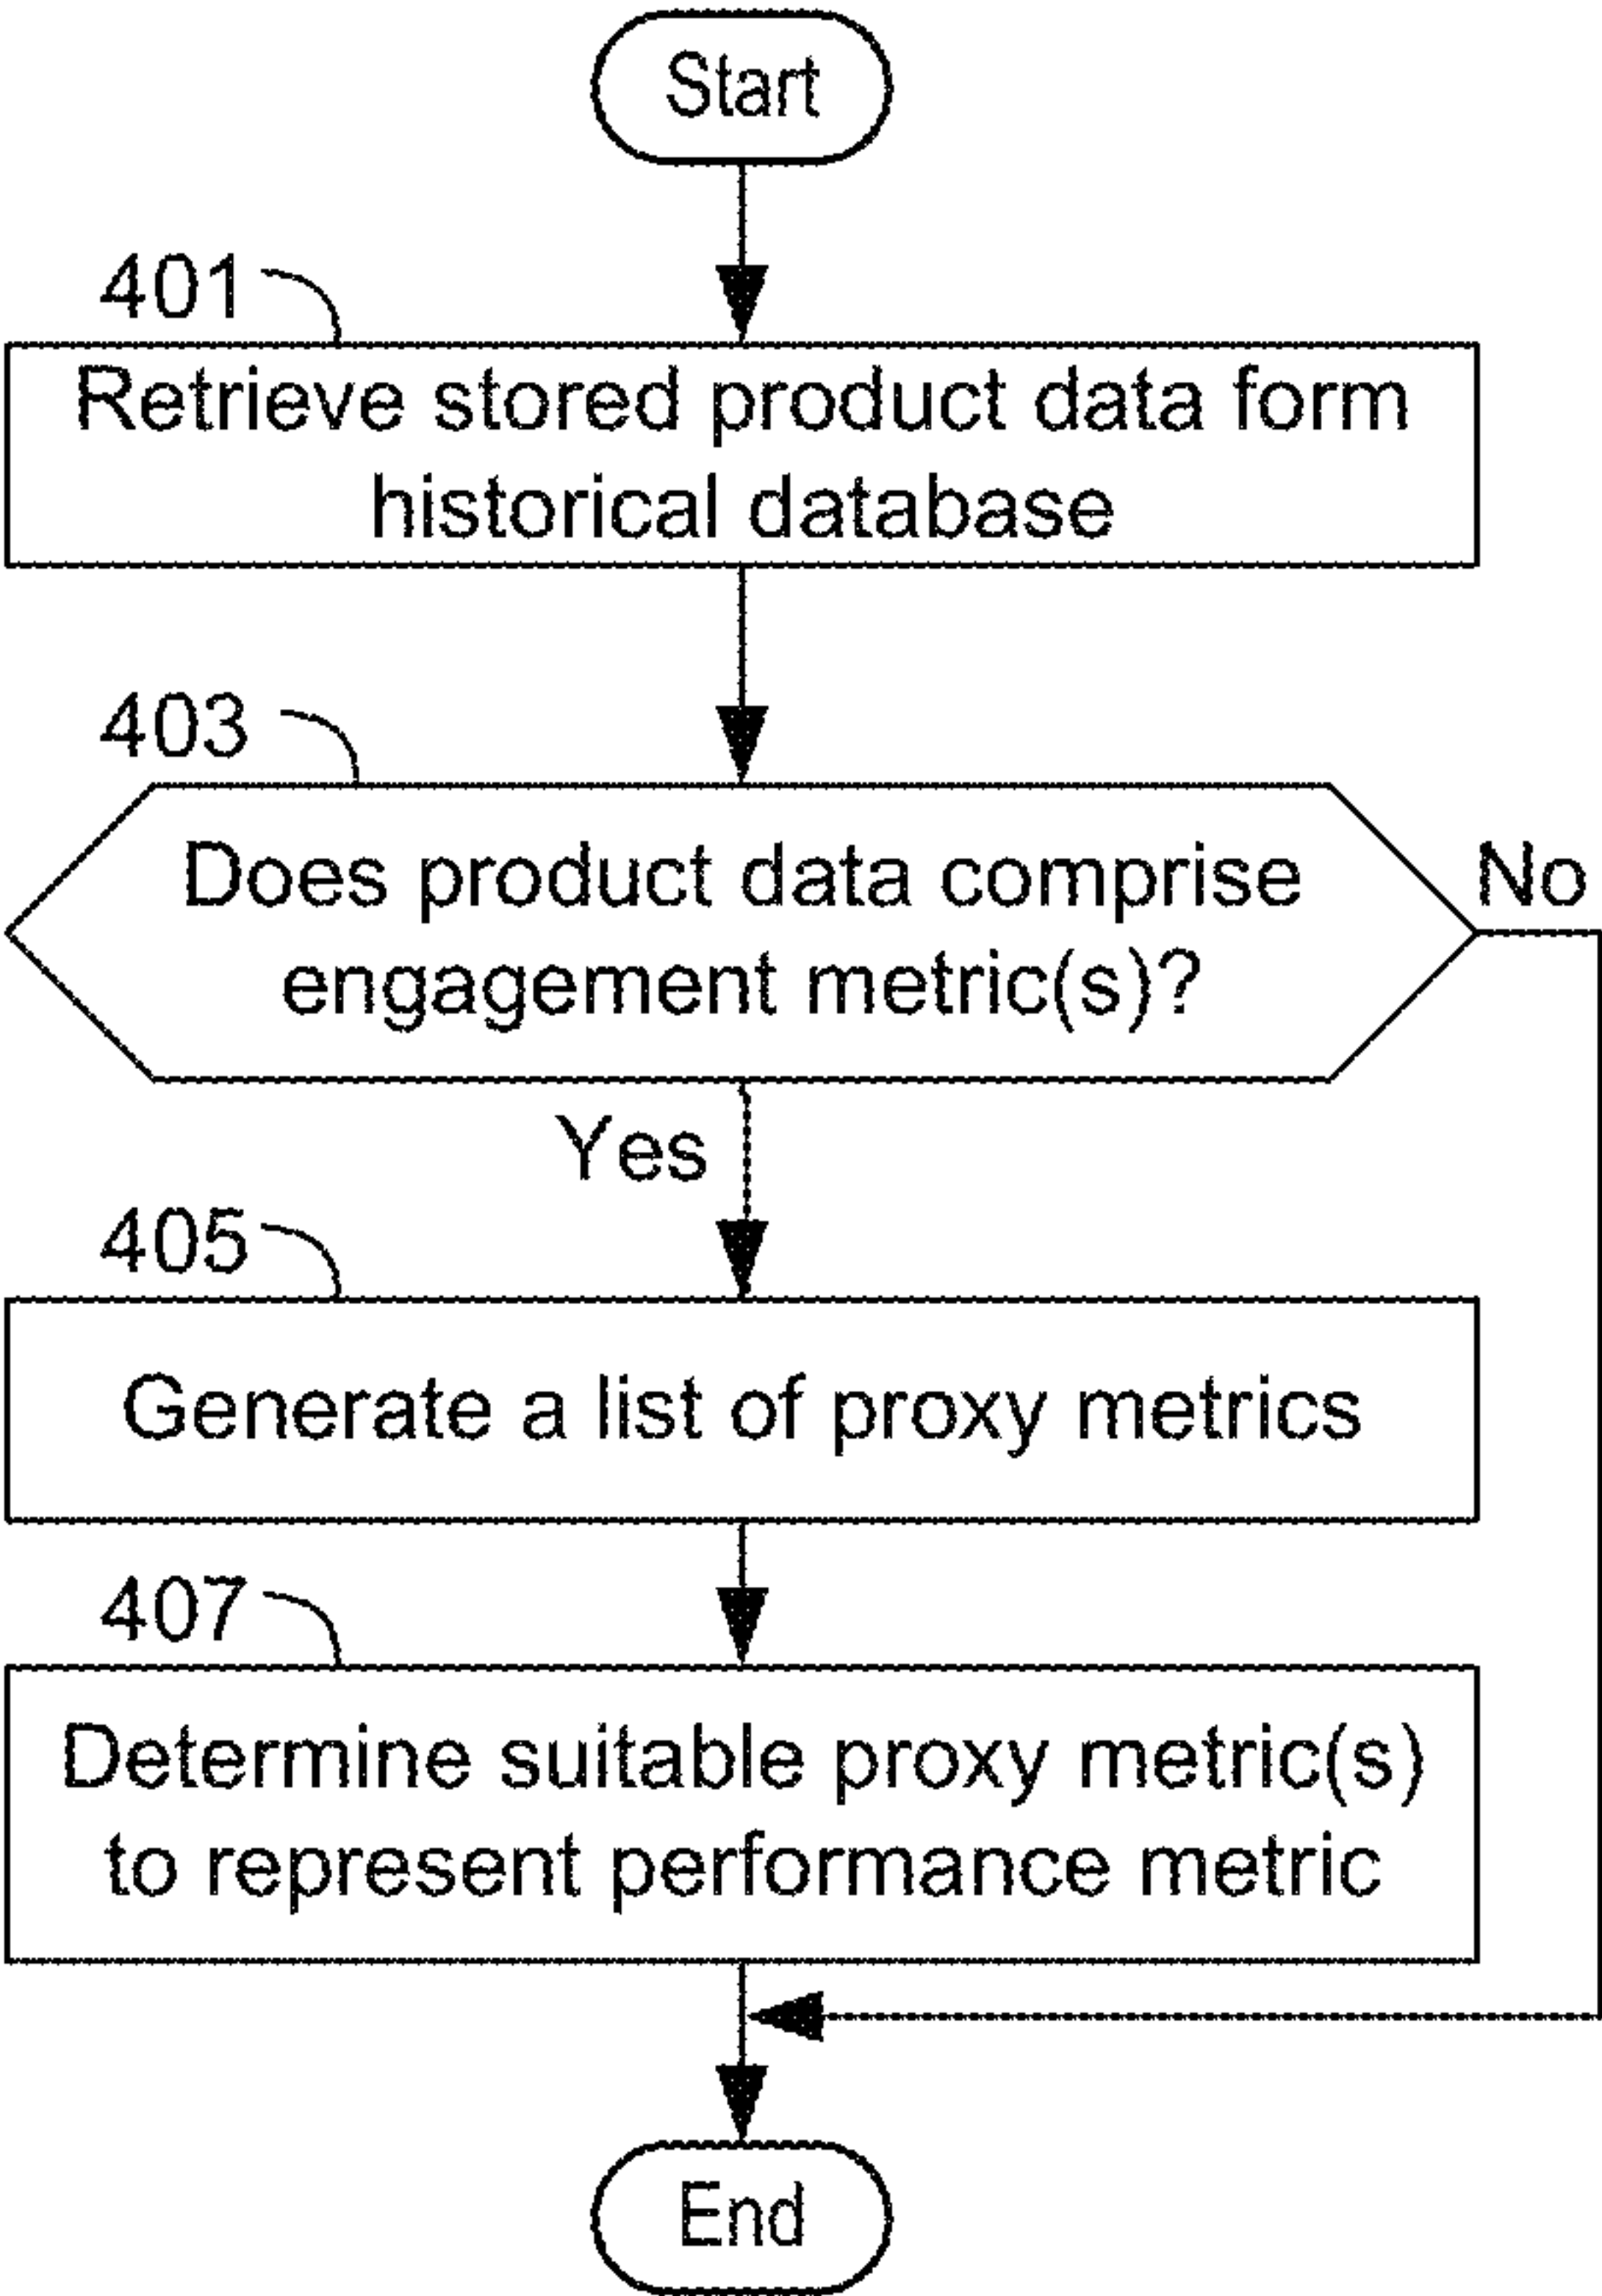 Start
401
Retrieve stored product data form
historical database
403
Does product data comprise
engagement metric(s)?
No
Yes
405
Generate a list of proxy metrics
407
Determine suitable proxy metric(s)
to represent performance metric
End